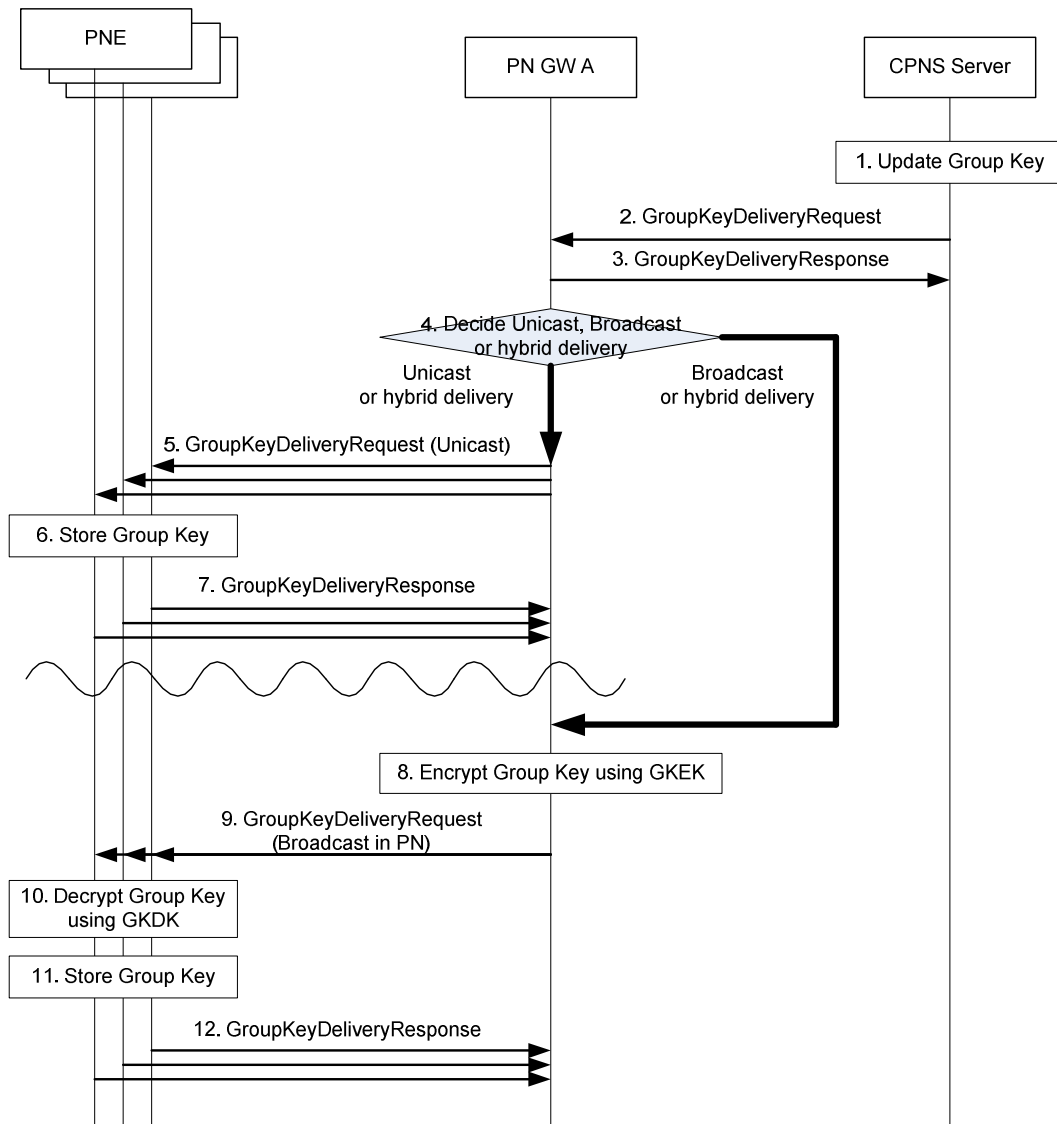 PNE
PN GW A
CPNS Server
1. Update Group Key
2. GroupKeyDeliveryRequest
3. GroupKeyDeliveryResponse
4. Decide Unicast, Broadcast
or hybrid delivery
Unicast
or hybrid delivery
Broadcast
or hybrid delivery
5. GroupKeyDeliveryRequest (Unicast)
6. Store Group Key
7. GroupKeyDeliveryResponse
8. Encrypt Group Key using GKEK
9. GroupKeyDeliveryRequest
(Broadcast in PN)
10. Decrypt Group Key
using GKDK
11. Store Group Key
12. GroupKeyDeliveryResponse